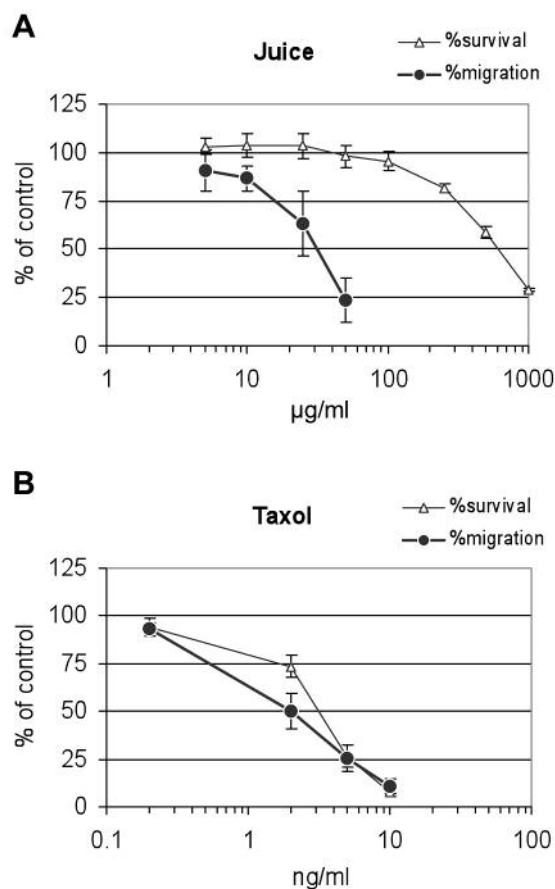 A
Juice
%survival
%migration
125
100
75
50
25
0
% of control
1 10 100 1000
µg/ml
B
Taxol
%survival
%migration
125
100
75
50
25
0
% of control
0.1 1 10 100
ng/ml